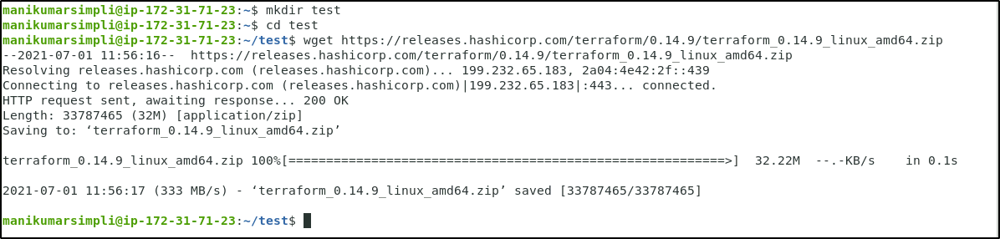 manikumarsimpli@ip-172-31-71-23:~$ mkdir test
manikumarsimpli@ip-172-31-71-23:~$ cd test
manikumarsimpli@ip-172-31-71-23:~/test$ wget https://releases.hashicorp.com/terraform/0.14.9/terraform_0.14.9_linux_amd64.zip
--2021-07-01 11:56:16--  https://releases.hashicorp.com/terraform/0.14.9/terraform_0.14.9_linux_amd64.zip
Resolving releases.hashicorp.com (releases.hashicorp.com)... 199.232.65.183, 2a04:4e42:2f::439
Connecting to releases.hashicorp.com (releases.hashicorp.com)|199.232.65.183|:443... connected.
HTTP request sent, awaiting response... 200 OK
Length: 33787465 (32M) [application/zip]
Saving to: ‘terraform_0.14.9_linux_amd64.zip’
terraform_0.14.9_linux_amd64.zip 100%[==========================================================>]  32.22M  --.-KB/s    in 0.1s
2021-07-01 11:56:17 (333 MB/s) - ‘terraform_0.14.9_linux_amd64.zip’ saved [33787465/33787465]
manikumarsimpli@ip-172-31-71-23:~/test$